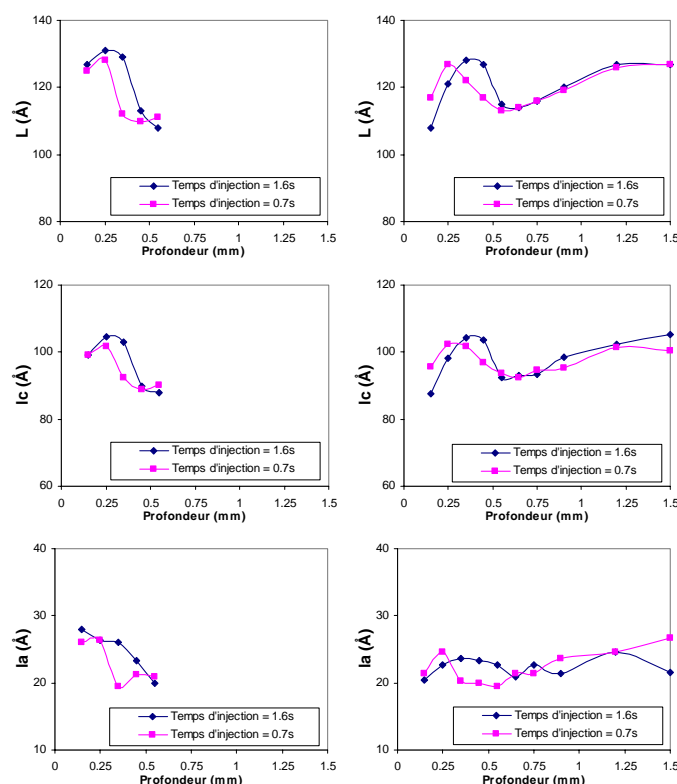 140
120
100
80
L (Å)
0 0.25 0.5 0.75 1 1.25 1.5
Profondeur (mm)
Temps d'injection = 1.6s
Temps d'injection = 0.7s
140
120
100
80
L (Å)
0 0.25 0.5 0.75 1 1.25 1.5
Profondeur (mm)
Temps d'injection = 1.6s
Temps d'injection = 0.7s
120
100
80
60
lc (Å)
0 0.25 0.5 0.75 1 1.25 1.5
Profondeur (mm)
Temps d'injection = 1.6s
Temps d'injection = 0.7s
120
100
80
60
lc (Å)
0 0.25 0.5 0.75 1 1.25 1.5
Profondeur (mm)
Temps d'injection = 1.6s
Temps d'injection = 0.7s
40
30
20
10
la (Å)
0 0.25 0.5 0.75 1 1.25 1.5
Profondeur (mm)
Temps d'injection = 1.6s
Temps d'injection = 0.7s
40
30
20
10
la (Å)
0 0.25 0.5 0.75 1 1.25 1.5
Profondeur (mm)
Temps d'injection = 1.6s
Temps d'injection = 0.7s